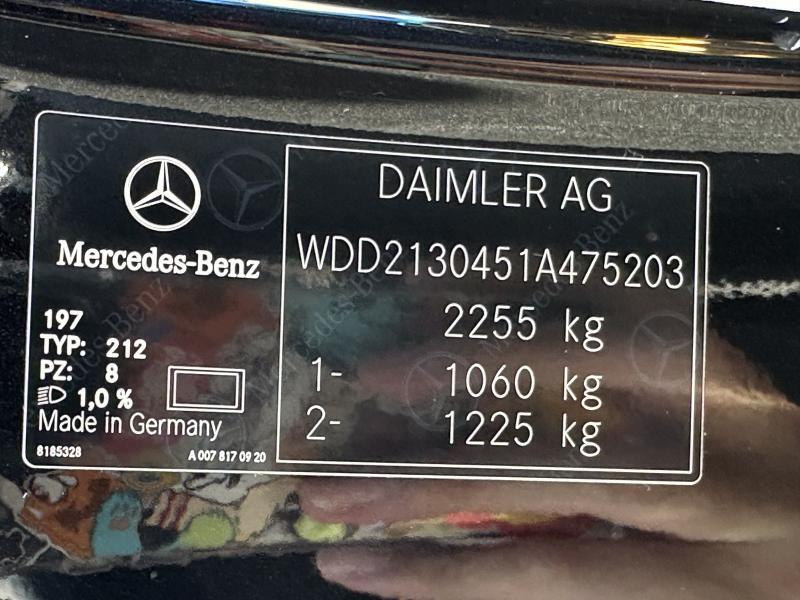 Mercedes-Benz
197
TYP: 212
PZ: 8
1,0 %
Made in Germany
8185328
A 007 817 09 20
DAIMLER AG
WDD2130451A475203
2255 kg
1- 1060 kg
2- 1225 kg